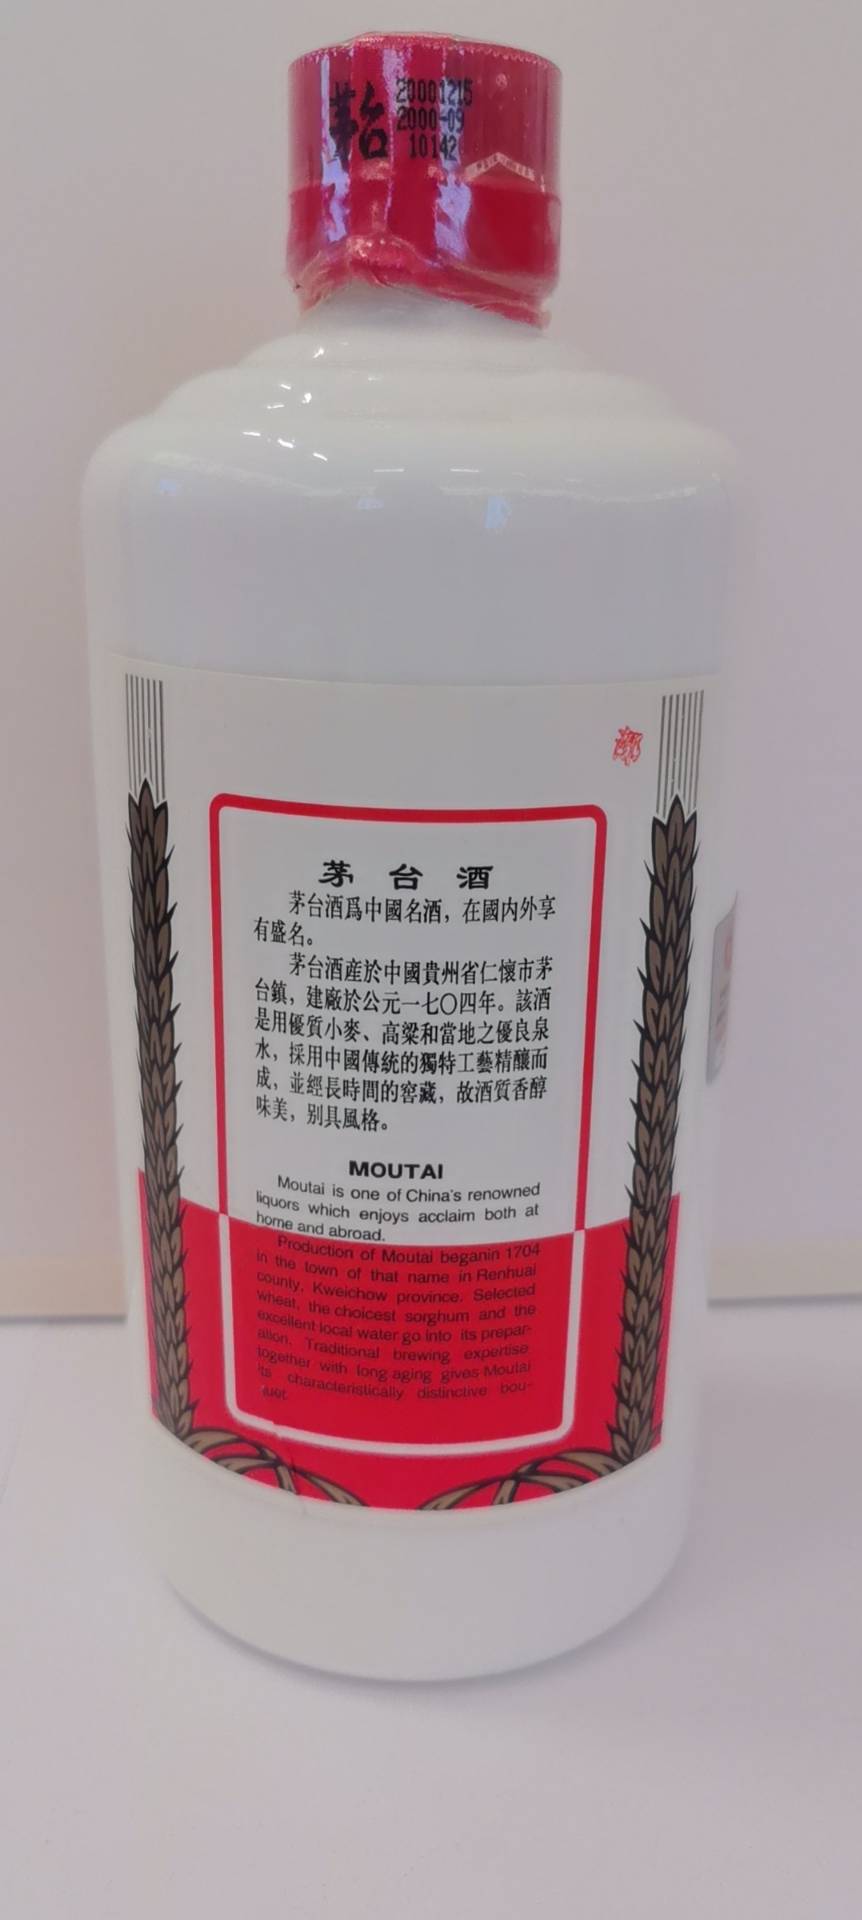 茅台
20001215
2000-09
10142
茅台酒
茅台酒爲中國名酒，在國内外享
有盛名。
茅台酒産於中國貴州省仁懷市茅
台鎮，建廠於公元一七〇四年。該酒
是用優質小麥、高粱和當地之優良泉
水，採用中國傳統的獨特工藝精釀而
成，並經長時間的窖藏，故酒質香醇
味美，别具風格。
MOUTAI
Moutai is one of China's renowned
liquors which enjoys acclaim both at
home and abroad.
Production of Moutai beganin 1704
in the town of that name in Renhuai
county, Kweichow province. Selected
wheat, the choicest sorghum and the
excellent local water go into its prepar-
ation. Traditional brewing expertise
together with long aging gives Moutai
its characteristically distinctive bou-
quet.